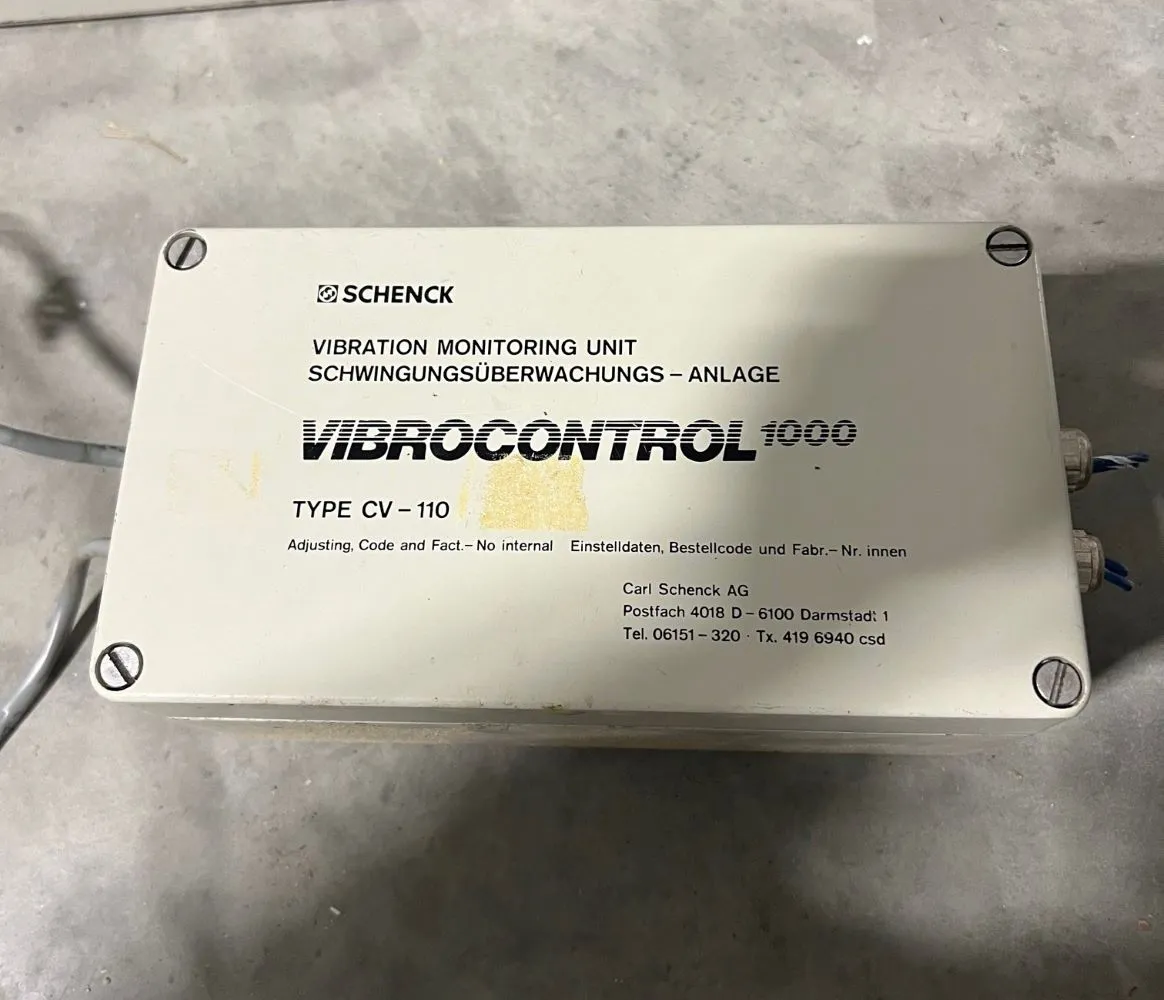 SCHENCK
VIBRATION MONITORING UNIT
SCHWINGUNGSÜBERWACHUNGS – ANLAGE
VIBROCONTROL 1000
TYPE CV – 110
Adjusting, Code and Fact.– No internal Einstelldaten, Bestellcode und Fabr.– Nr. innen
Carl Schenck AG
Postfach 4018 D – 6100 Darmstadt 1
Tel. 06151 – 320 · Tx. 419 6940 csd